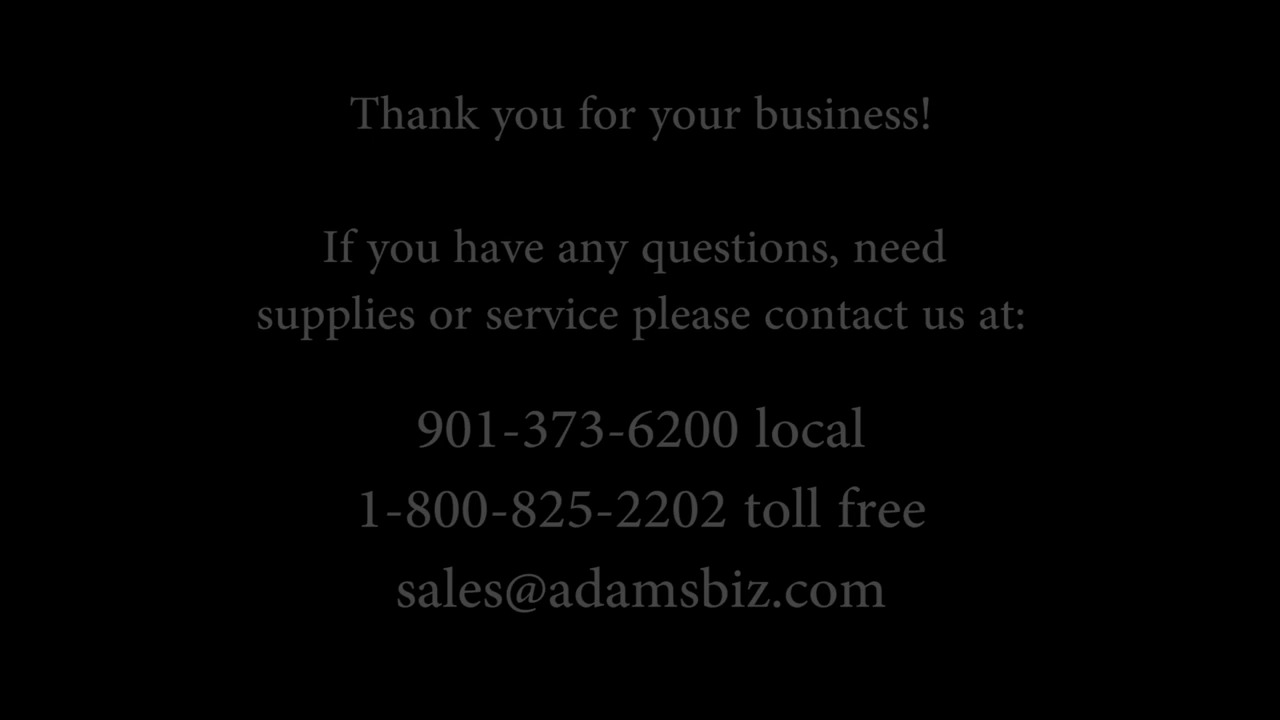 Thank you for your business!
If you have any questions, need
supplies or service please contact us at:
901-373-6200 local
1-800-825-2202 toll free
sales@adamsbiz.com